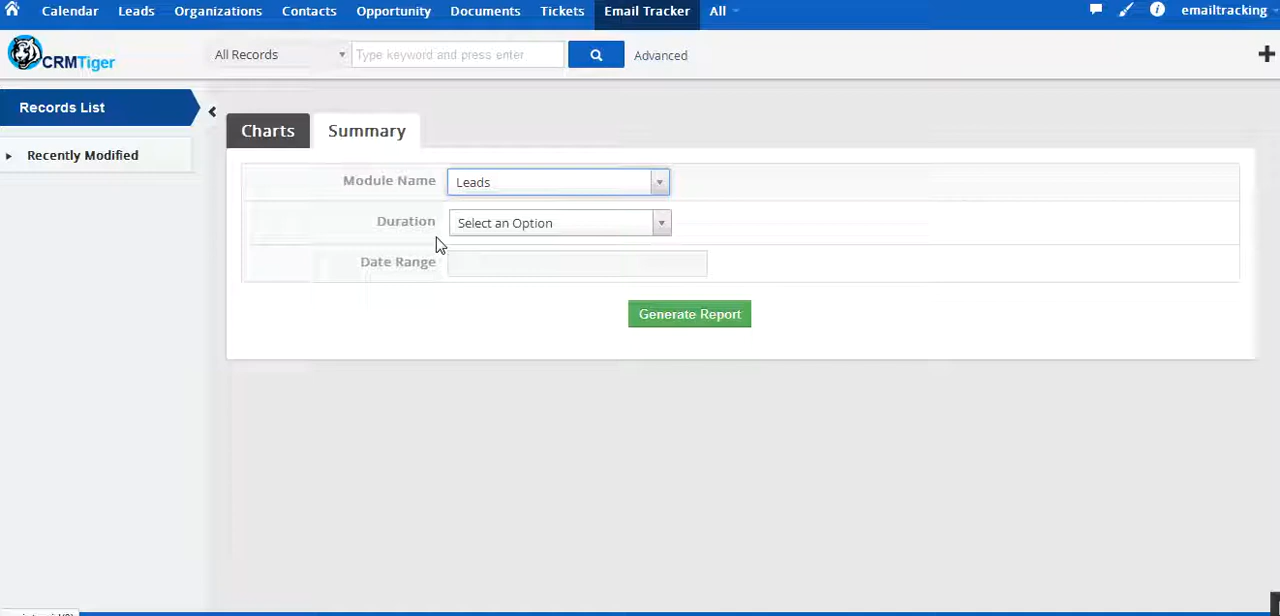 Calendar Leads Organizations Contacts Opportunity Documents Tickets Email Tracker All emailtracking
CRMTiger All Records Type keyword and press enter Advanced
Records List
Recently Modified
Charts Summary
Module Name Leads
Duration Select an Option
Date Range
Generate Report